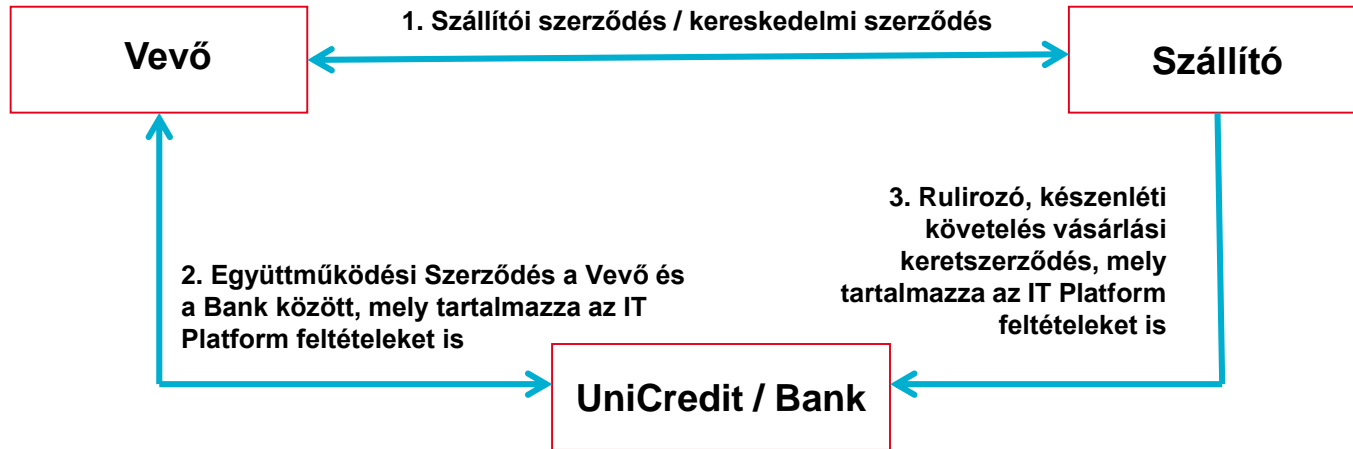 1. Szállítói szerződés / kereskedelmi szerződés
Vevő
Szállító
3. Rulirozó, készenléti
követelés vásárlási
keretszerződés, mely
tartalmazza az IT Platform
feltételeket is
2. Együttműködési Szerződés a Vevő és
a Bank között, mely tartalmazza az IT
Platform feltételeket is
UniCredit / Bank